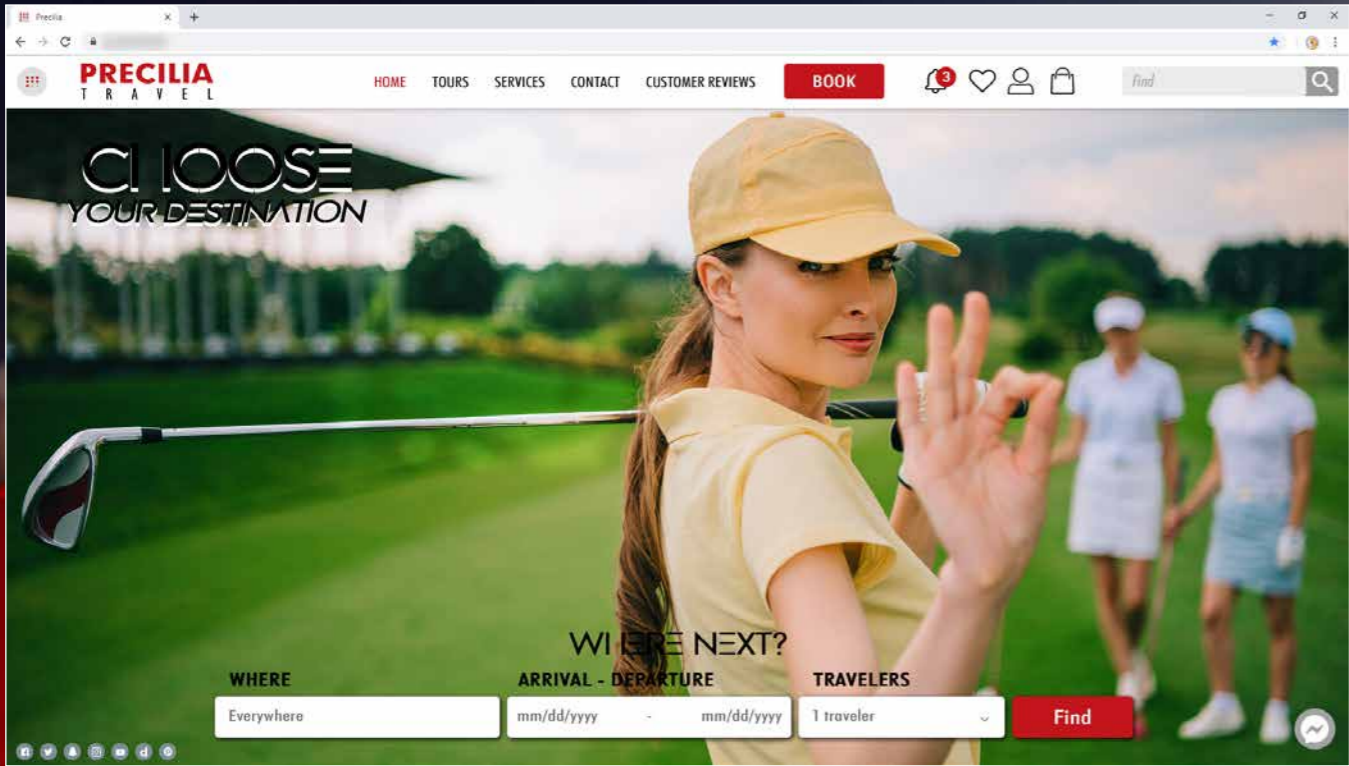 Precilia
PRECILIA
TRAVEL
HOME TOURS SERVICES CONTACT CUSTOMER REVIEWS BOOK 3 Find
CHOOSE
YOUR DESTINATION
WHERE NEXT?
WHERE ARRIVAL - DEPARTURE TRAVELERS
Everywhere mm/dd/yyyy - mm/dd/yyyy 1 traveler Find